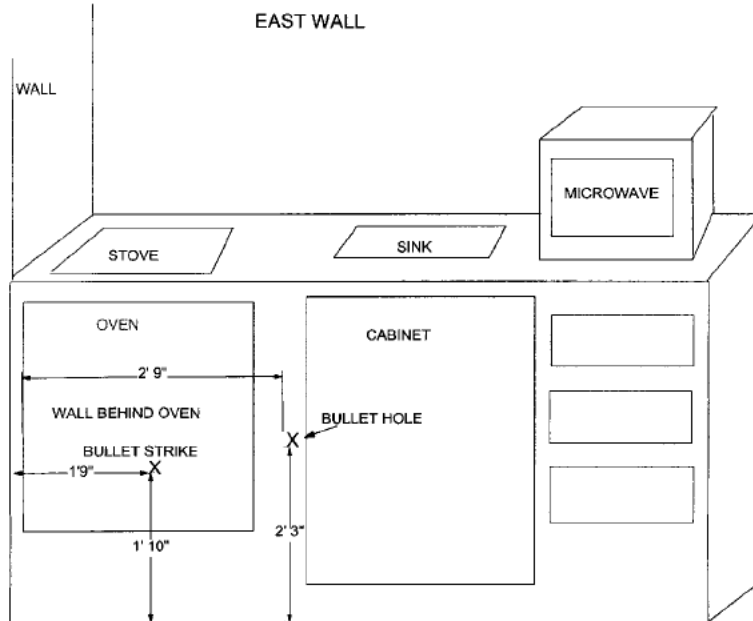 EAST WALL
WALL
MICROWAVE
STOVE
SINK
OVEN
CABINET
2' 9"
WALL BEHIND OVEN
BULLET HOLE
BULLET STRIKE
X
X
1'9"
2' 3"
1' 10"